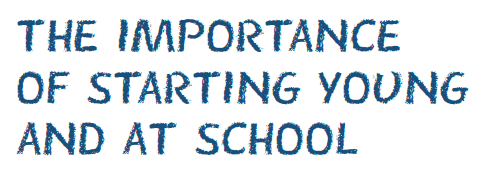 THE IMPORTANCE
OF STARTING YOUNG
AND AT SCHOOL